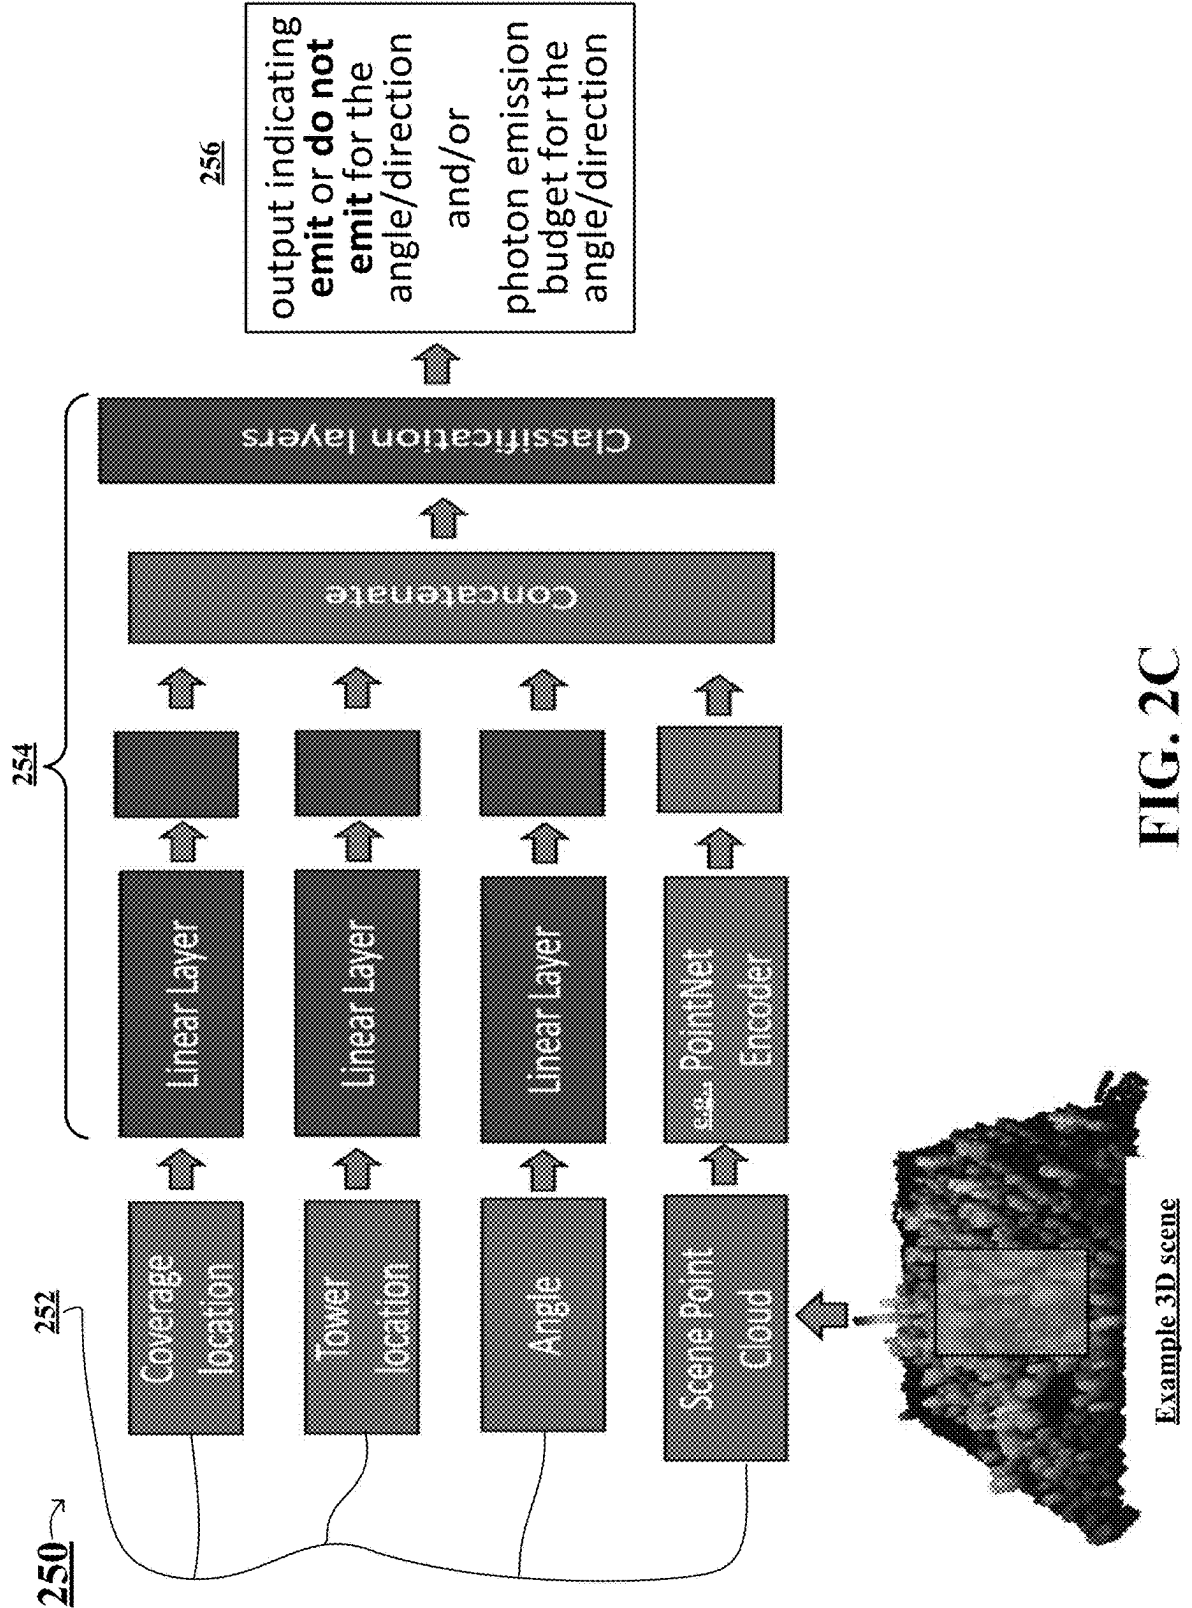 250
252
254
256
Coverage
location
Linear Layer
Tower
location
Linear Layer
Angle
Linear Layer
Scene Point
Cloud
e.g., PointNet
Encoder
Concatenate
Classification layers
output indicating
emit or do not
emit for the
angle/direction
and/or
photon emission
budget for the
angle/direction
Example 3D scene
FIG. 2C